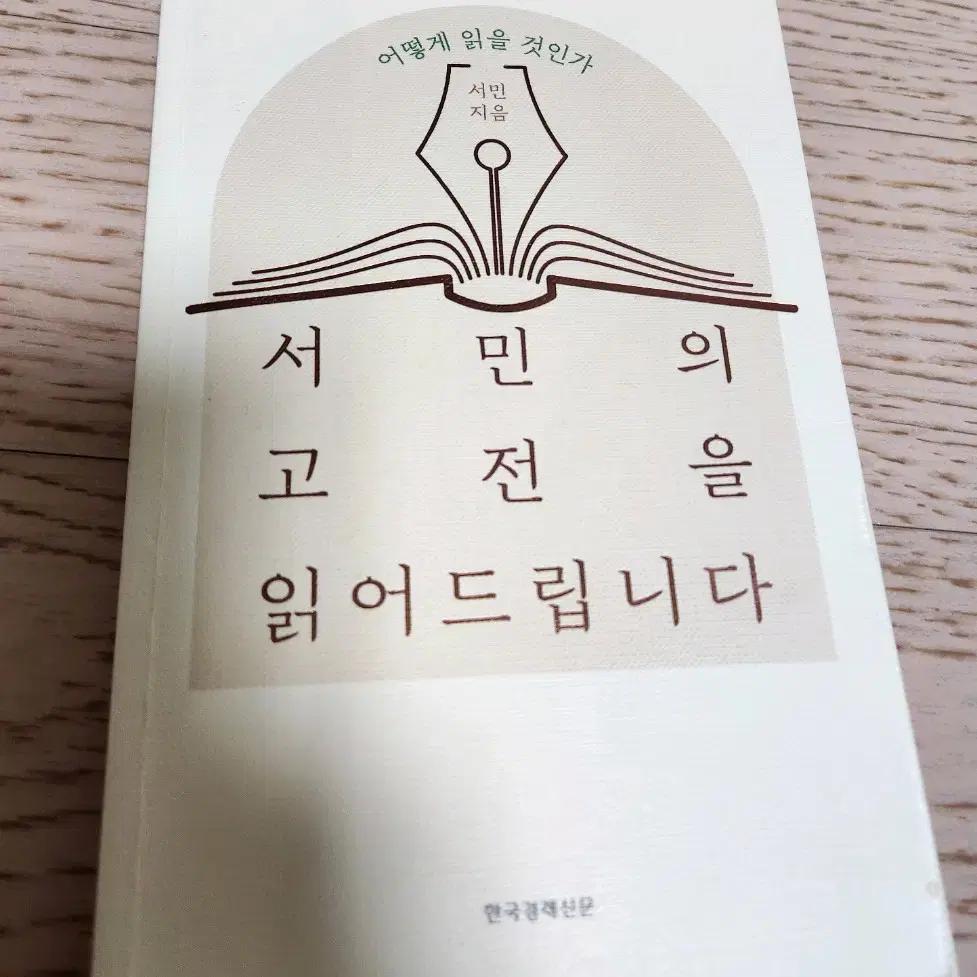 어떻게 읽을 것인가
서민
지음
서 민 의
고 전 을
읽어드립니다
한국경제신문